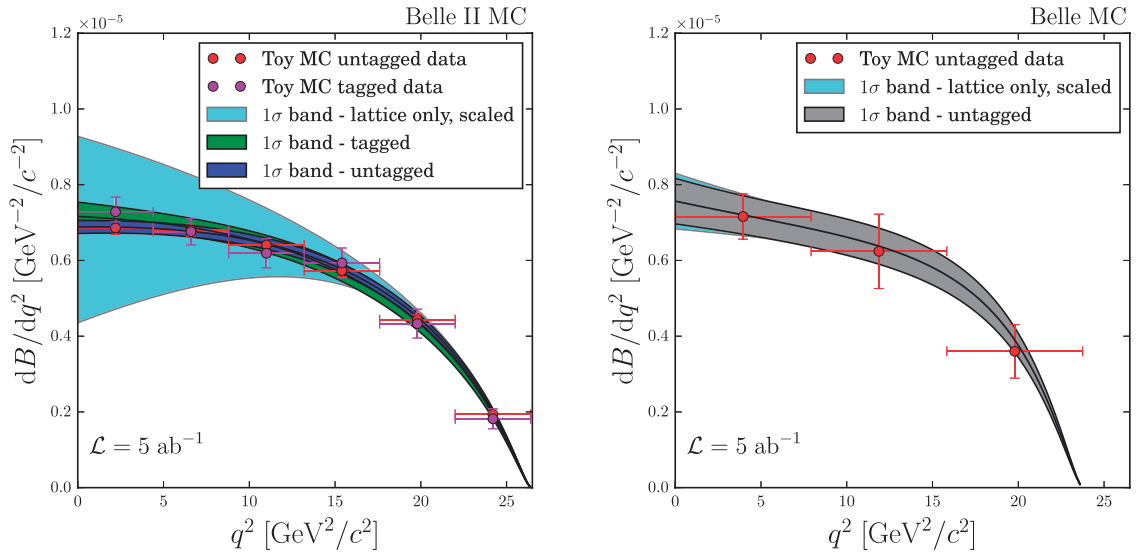 ×10⁻⁵
Belle II MC
Toy MC untagged data
Toy MC tagged data
1σ band - lattice only, scaled
1σ band - tagged
1σ band - untagged
1.2
1.0
0.8
0.6
0.4
0.2
0.0
dB/dq² [GeV⁻²/c⁻²]
ℒ = 5 ab⁻¹
0 5 10 15 20 25
q² [GeV²/c²]
×10⁻⁵
Belle MC
Toy MC untagged data
1σ band - lattice only, scaled
1σ band - untagged
1.2
1.0
0.8
0.6
0.4
0.2
0.0
dB/dq² [GeV⁻²/c⁻²]
ℒ = 5 ab⁻¹
0 5 10 15 20 25
q² [GeV²/c²]